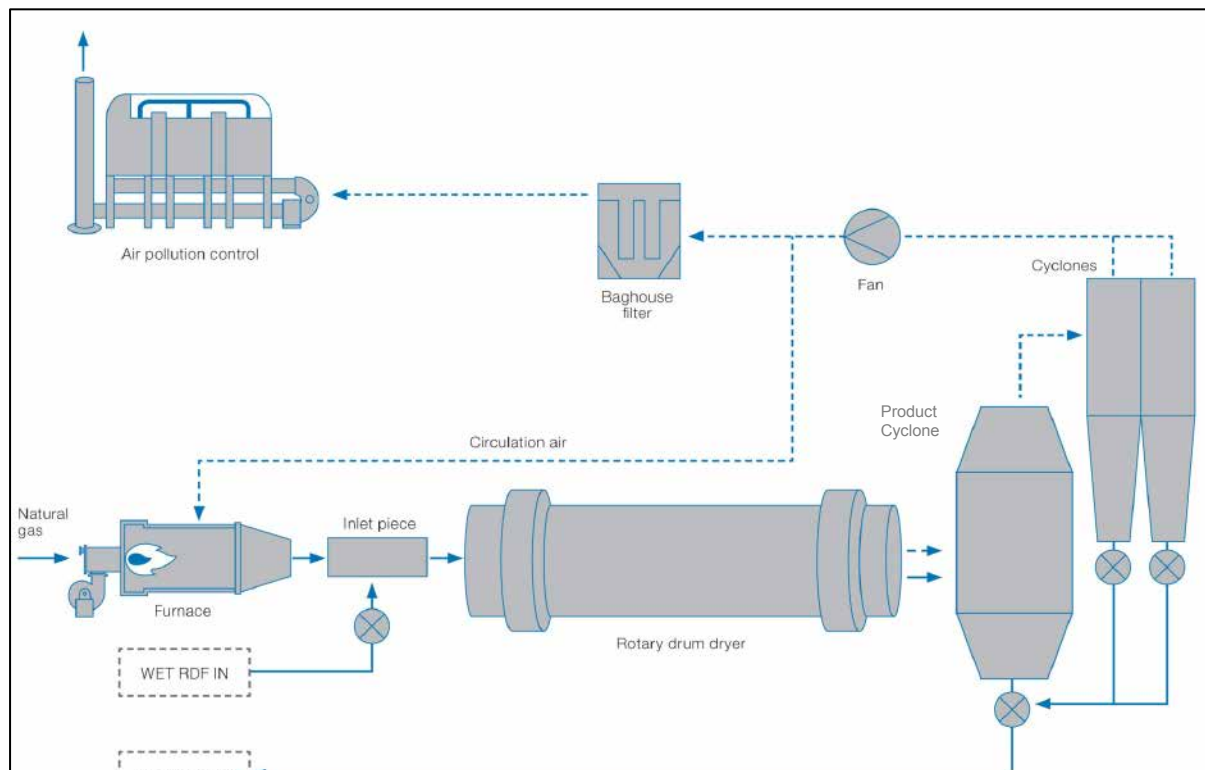 Air pollution control
Baghouse
filter
Fan
Cyclones
Product
Cyclone
Circulation air
Natural
gas
Inlet piece
Furnace
Rotary drum dryer
WET RDF IN